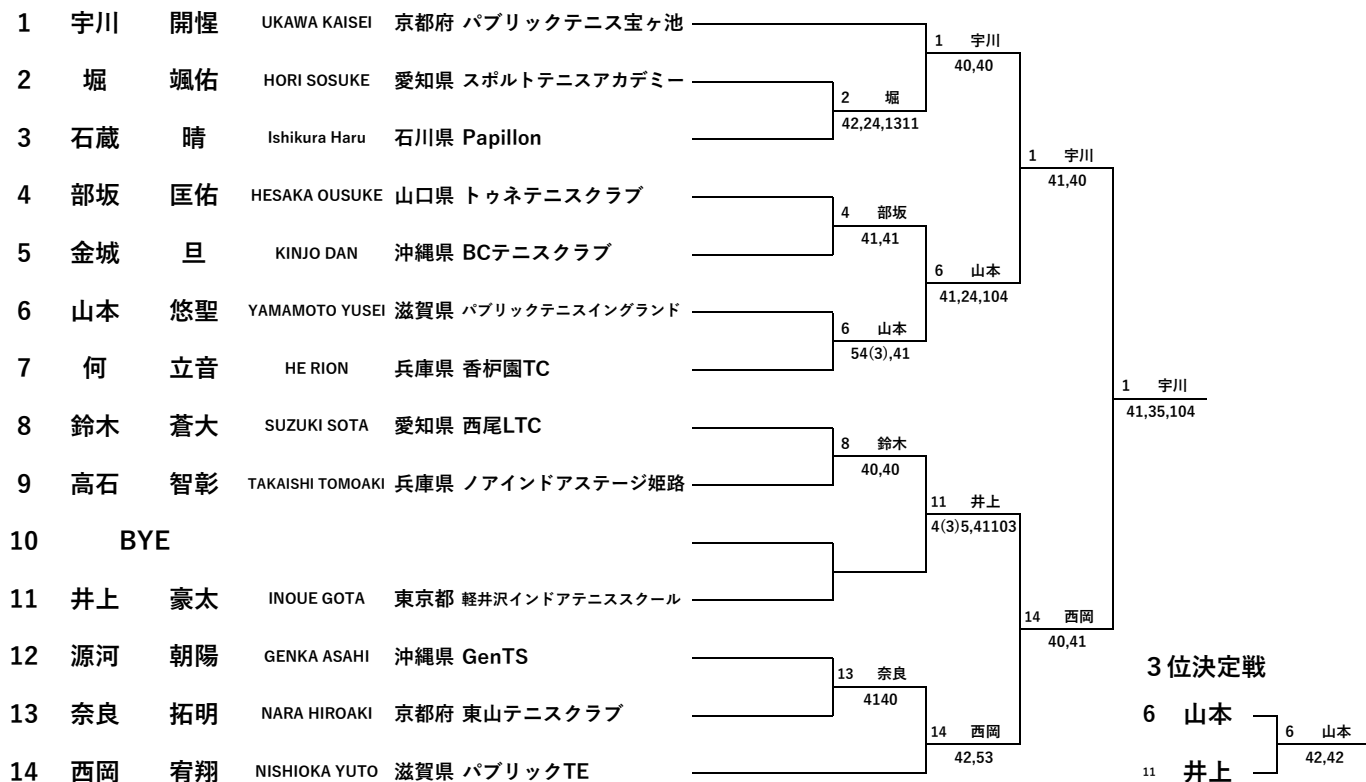 1 宇川 開惺 UKAWA KAISEI 京都府 パブリックテニス宝ヶ池
1 宇川
40,40
2 堀 颯佑 HORI SOSUKE 愛知県 スポルトテニスアカデミー
2 堀
42,24,1311
3 石蔵 晴 Ishikura Haru 石川県 Papillon
1 宇川
41,40
4 部坂 匡佑 HESAKA OUSUKE 山口県 トゥネテニスクラブ
4 部坂
41,41
5 金城 旦 KINJO DAN 沖縄県 BCテニスクラブ
6 山本
41,24,104
6 山本 悠聖 YAMAMOTO YUSEI 滋賀県 パブリックテニスイングランド
6 山本
54(3),41
7 何 立音 HE RION 兵庫県 香枦園TC
1 宇川
41,35,104
8 鈴木 蒼大 SUZUKI SOTA 愛知県 西尾LTC
8 鈴木
40,40
9 高石 智彰 TAKAISHI TOMOAKI 兵庫県 ノアインドアステージ姫路
11 井上
4(3)5,41103
10 BYE
11 井上 豪太 INOUE GOTA 東京都 軽井沢インドアテニススクール
14 西岡
40,41
12 源河 朝陽 GENKA ASAHI 沖縄県 GenTS
13 奈良
4140
13 奈良 拓明 NARA HIROAKI 京都府 東山テニスクラブ
14 西岡
42,53
14 西岡 宥翔 NISHIOKA YUTO 滋賀県 パブリックTE
3位決定戦
6 山本
6 山本
42,42
11 井上